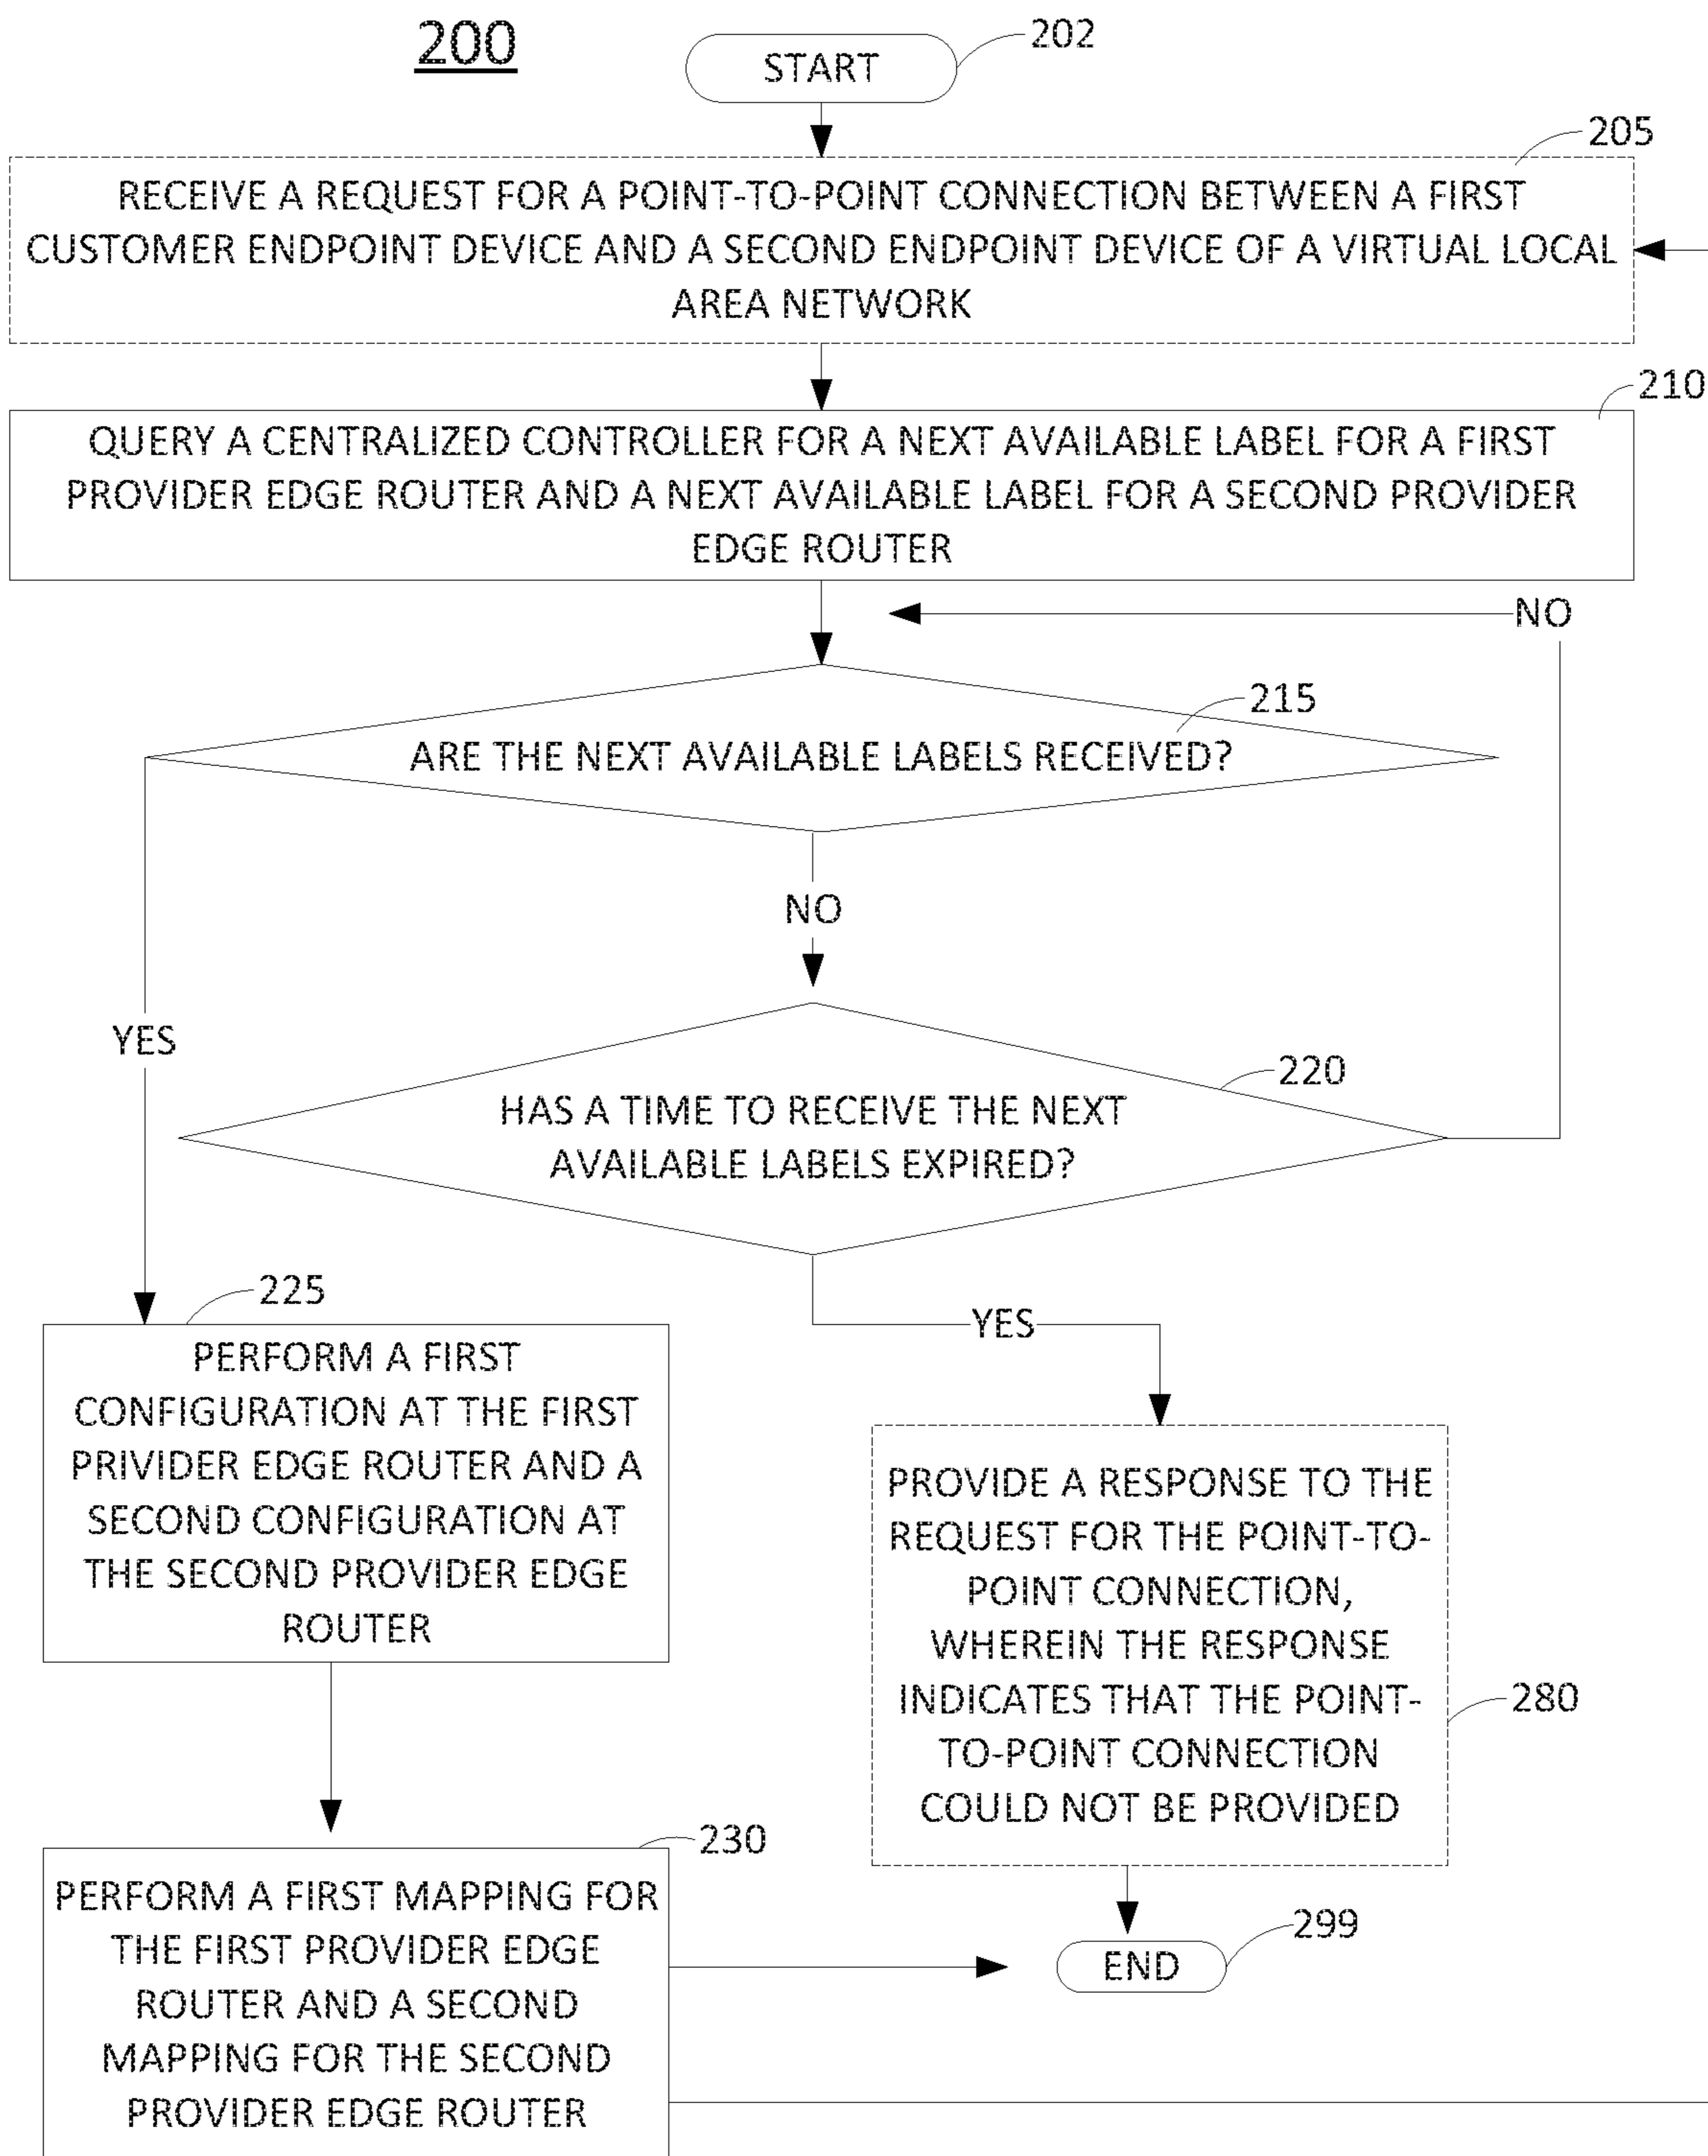 200
START
202
205
RECEIVE A REQUEST FOR A POINT-TO-POINT CONNECTION BETWEEN A FIRST
CUSTOMER ENDPOINT DEVICE AND A SECOND ENDPOINT DEVICE OF A VIRTUAL LOCAL
AREA NETWORK
210
QUERY A CENTRALIZED CONTROLLER FOR A NEXT AVAILABLE LABEL FOR A FIRST
PROVIDER EDGE ROUTER AND A NEXT AVAILABLE LABEL FOR A SECOND PROVIDER
EDGE ROUTER
NO
215
ARE THE NEXT AVAILABLE LABELS RECEIVED?
NO
YES
220
HAS A TIME TO RECEIVE THE NEXT
AVAILABLE LABELS EXPIRED?
225
YES
PERFORM A FIRST
CONFIGURATION AT THE FIRST
PRIVIDER EDGE ROUTER AND A
SECOND CONFIGURATION AT
THE SECOND PROVIDER EDGE
ROUTER
PROVIDE A RESPONSE TO THE
REQUEST FOR THE POINT-TO-
POINT CONNECTION,
WHEREIN THE RESPONSE
INDICATES THAT THE POINT-
TO-POINT CONNECTION
COULD NOT BE PROVIDED
280
230
PERFORM A FIRST MAPPING FOR
THE FIRST PROVIDER EDGE
ROUTER AND A SECOND
MAPPING FOR THE SECOND
PROVIDER EDGE ROUTER
299
END